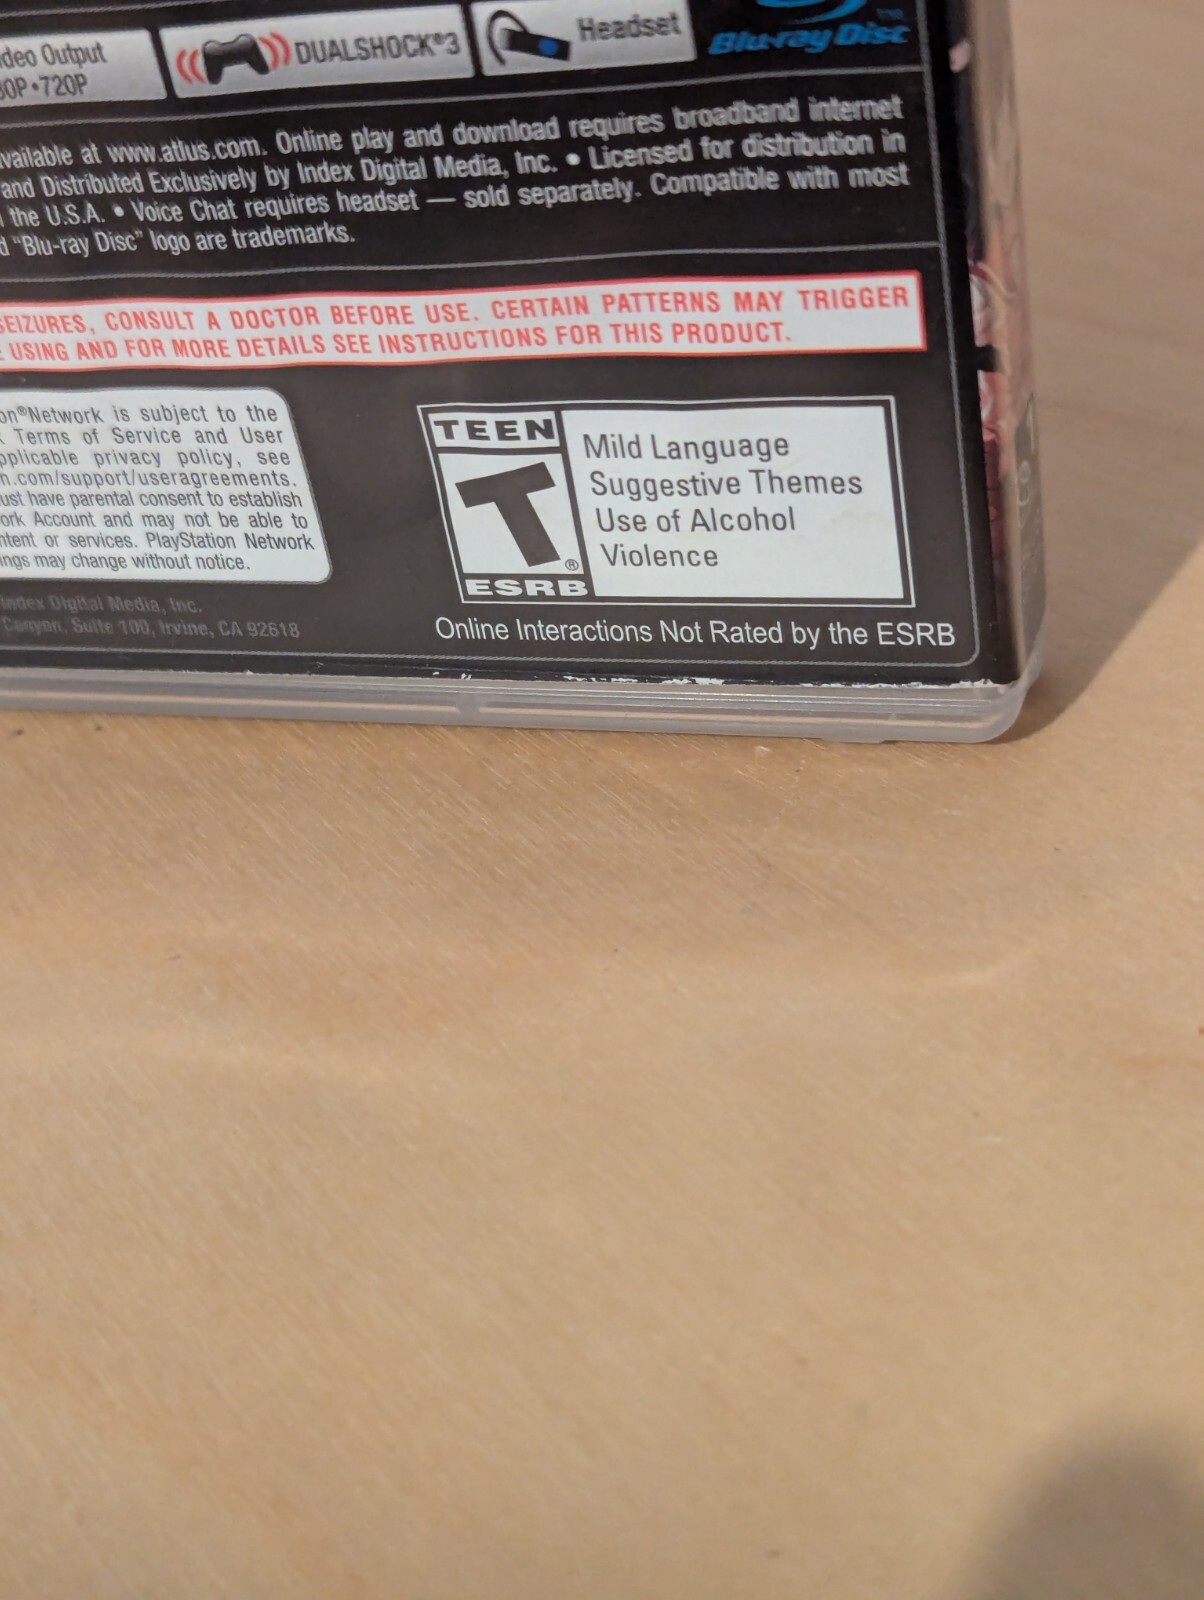 deo Output
0P•720P
DUALSHOCK®3
Headset
Blu-ray Disc™
vailable at www.atlus.com. Online play and download requires broadband internet
and Distributed Exclusively by Index Digital Media, Inc. • Licensed for distribution in
the U.S.A. • Voice Chat requires headset — sold separately. Compatible with most
"Blu-ray Disc" logo are trademarks.
SEIZURES, CONSULT A DOCTOR BEFORE USE. CERTAIN PATTERNS MAY TRIGGER
USING AND FOR MORE DETAILS SEE INSTRUCTIONS FOR THIS PRODUCT.
on®Network is subject to the
Terms of Service and User
pplicable privacy policy, see
n.com/support/useragreements.
ust have parental consent to establish
ork Account and may not be able to
ntent or services. PlayStation Network
ings may change without notice.
Index Digital Media, Inc.
Canyon, Suite 100, Irvine, CA 92618
TEEN
T®
ESRB
Mild Language
Suggestive Themes
Use of Alcohol
Violence
Online Interactions Not Rated by the ESRB